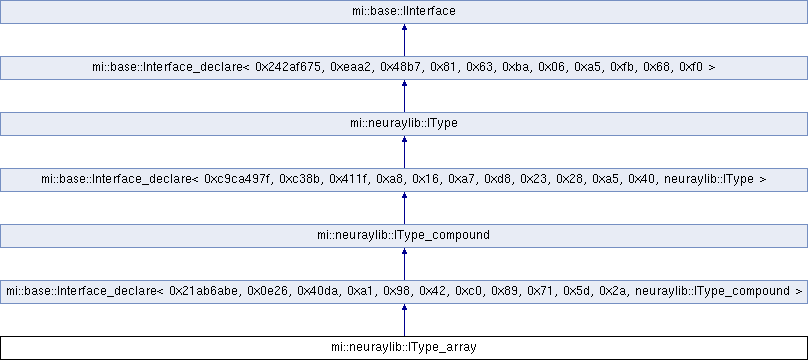 mi::base::IInterface
mi::base::Interface_declare< 0x242af675, 0xeaa2, 0x48b7, 0x81, 0x63, 0xba, 0x06, 0xa5, 0xfb, 0x68, 0xf0 >
mi::neuraylib::IType
mi::base::Interface_declare< 0xc9ca497f, 0xc38b, 0x411f, 0xa8, 0x16, 0xa7, 0xd8, 0x23, 0x28, 0xa5, 0x40, neuraylib::IType >
mi::neuraylib::IType_compound
mi::base::Interface_declare< 0x21ab6abe, 0x0e26, 0x40da, 0xa1, 0x98, 0x42, 0xc0, 0x89, 0x71, 0x5d, 0x2a, neuraylib::IType_compound >
mi::neuraylib::IType_array